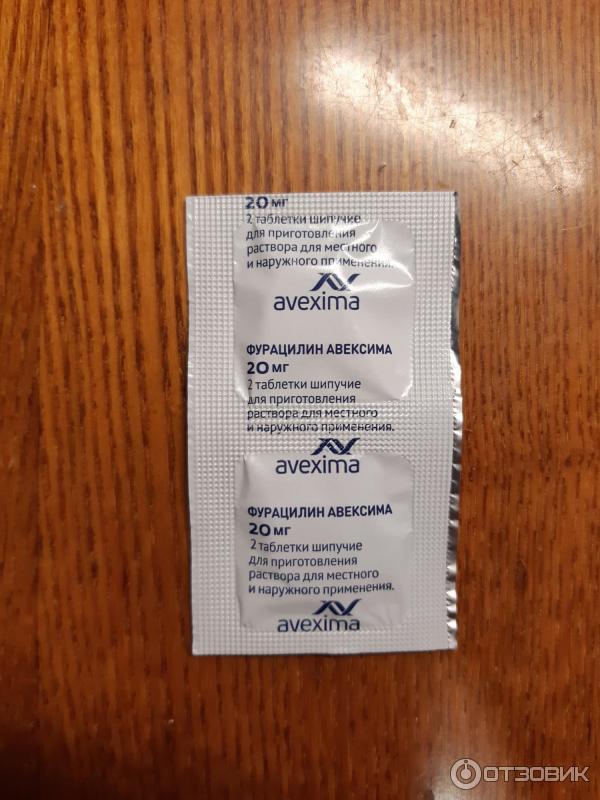 20 мг
2 таблетки шипучие
для приготовления
раствора для местного
и наружного применения.
avexima
ФУРАЦИЛИН АВЕКСИМА
20 мг
2 таблетки шипучие
для приготовления
раствора для местного
и наружного применения.
avexima
ФУРАЦИЛИН АВЕКСИМА
20 мг
2 таблетки шипучие
для приготовления
раствора для местного
и наружного применения.
avexima
ОТЗОВИК